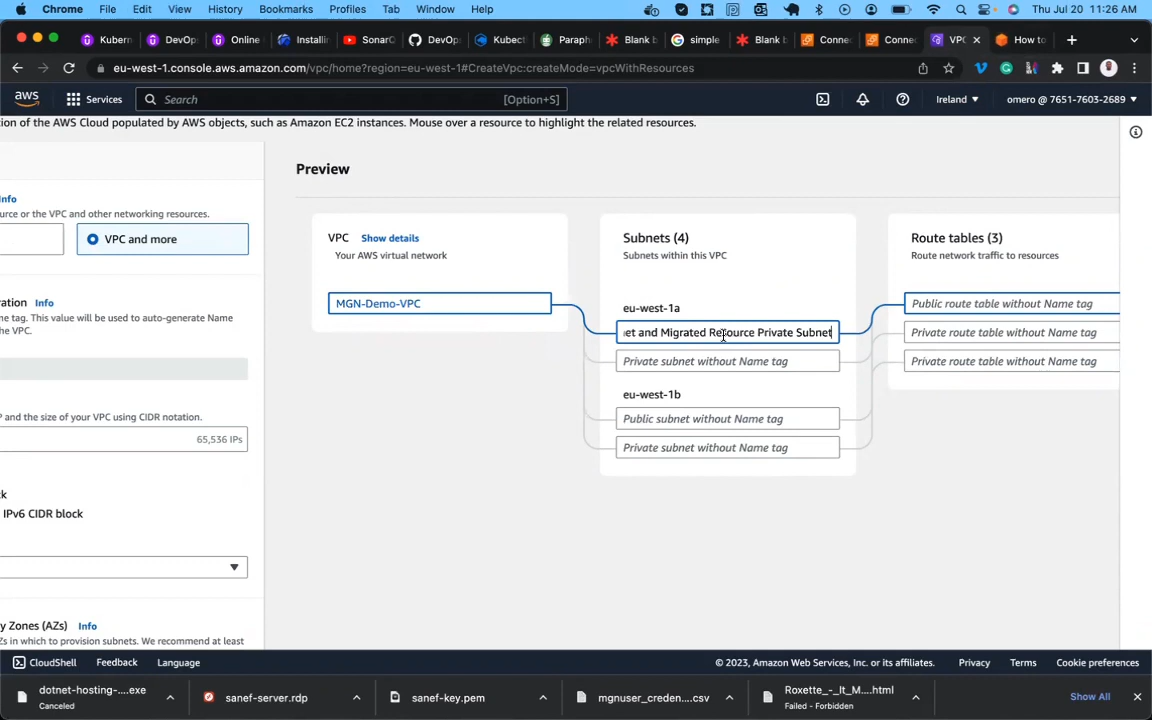 Chrome File Edit View History Bookmarks Profiles Tab Window Help Thu Jul 20 11:26 AM
Kubern DevOp Online Installin SonarQ DevOp Kubect Paraph Blank simple Blank Connec Connec VPC How to
eu-west-1.console.aws.amazon.com/vpc/home?region=eu-west-1#CreateVpc:createMode=vpcWithResources
aws Services Search [Option+S] Ireland omero @ 7651-7603-2689
tion of the AWS Cloud populated by AWS objects, such as Amazon EC2 instances. Mouse over a resource to highlight the related resources.
Preview
Info
urce or the VPC and other networking resources.
VPC and more
VPC Show details
Your AWS virtual network
MGN-Demo-VPC
Subnets (4)
Subnets within this VPC
eu-west-1a
et and Migrated Resource Private Subnet
Private subnet without Name tag
eu-west-1b
Public subnet without Name tag
Private subnet without Name tag
Route tables (3)
Route network traffic to resources
Public route table without Name tag
Private route table without Name tag
Private route table without Name tag
ration Info
me tag. This value will be used to auto-generate Name
he VPC.
P and the size of your VPC using CIDR notation.
65,536 IPs
ck
IPv6 CIDR block
y Zones (AZs) Info
AZs in which to provision subnets. We recommend at least
CloudShell Feedback Language © 2023, Amazon Web Services, Inc. or its affiliates. Privacy Terms Cookie preferences
dotnet-hosting-....exe
Canceled
sanef-server.rdp
sanef-key.pem
mgnuser_creden...csv
Roxette_-_It_M....html
Failed - Forbidden
Show All